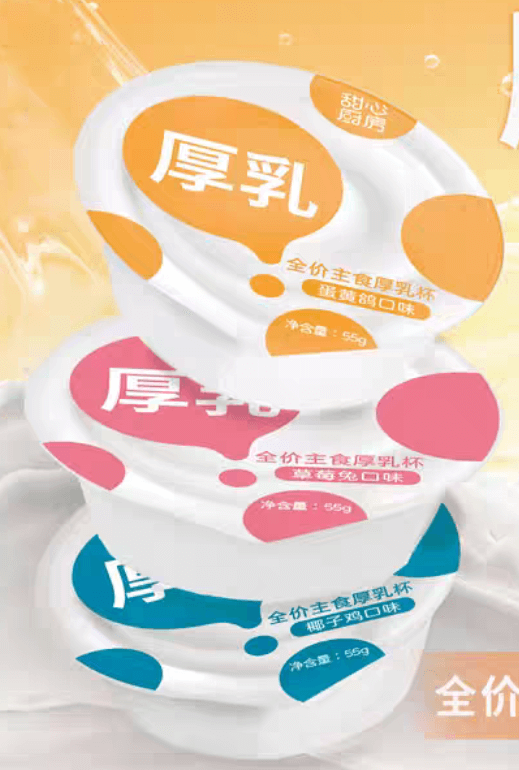 甜心
厨房
厚乳
全价主食厚乳杯
蛋黄鸽口味
净含量：55g
厚乳
全价主食厚乳杯
草莓兔口味
净含量：55g
厚
全价主食厚乳杯
椰子鸡口味
净含量：55g
全价